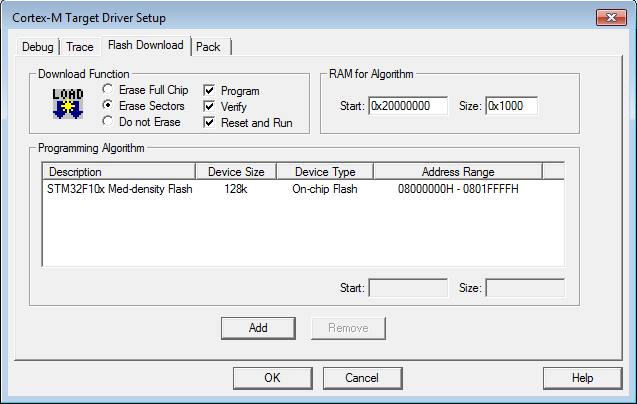 Cortex-M Target Driver Setup
Debug Trace Flash Download Pack
Download Function
LOAD
Erase Full Chip
Erase Sectors
Do not Erase
Program
Verify
Reset and Run
RAM for Algorithm
Start: 0x20000000 Size: 0x1000
Programming Algorithm
Description Device Size Device Type Address Range
STM32F10x Med-density Flash 128k On-chip Flash 08000000H - 0801FFFFH
Start: Size:
Add Remove
OK Cancel Help